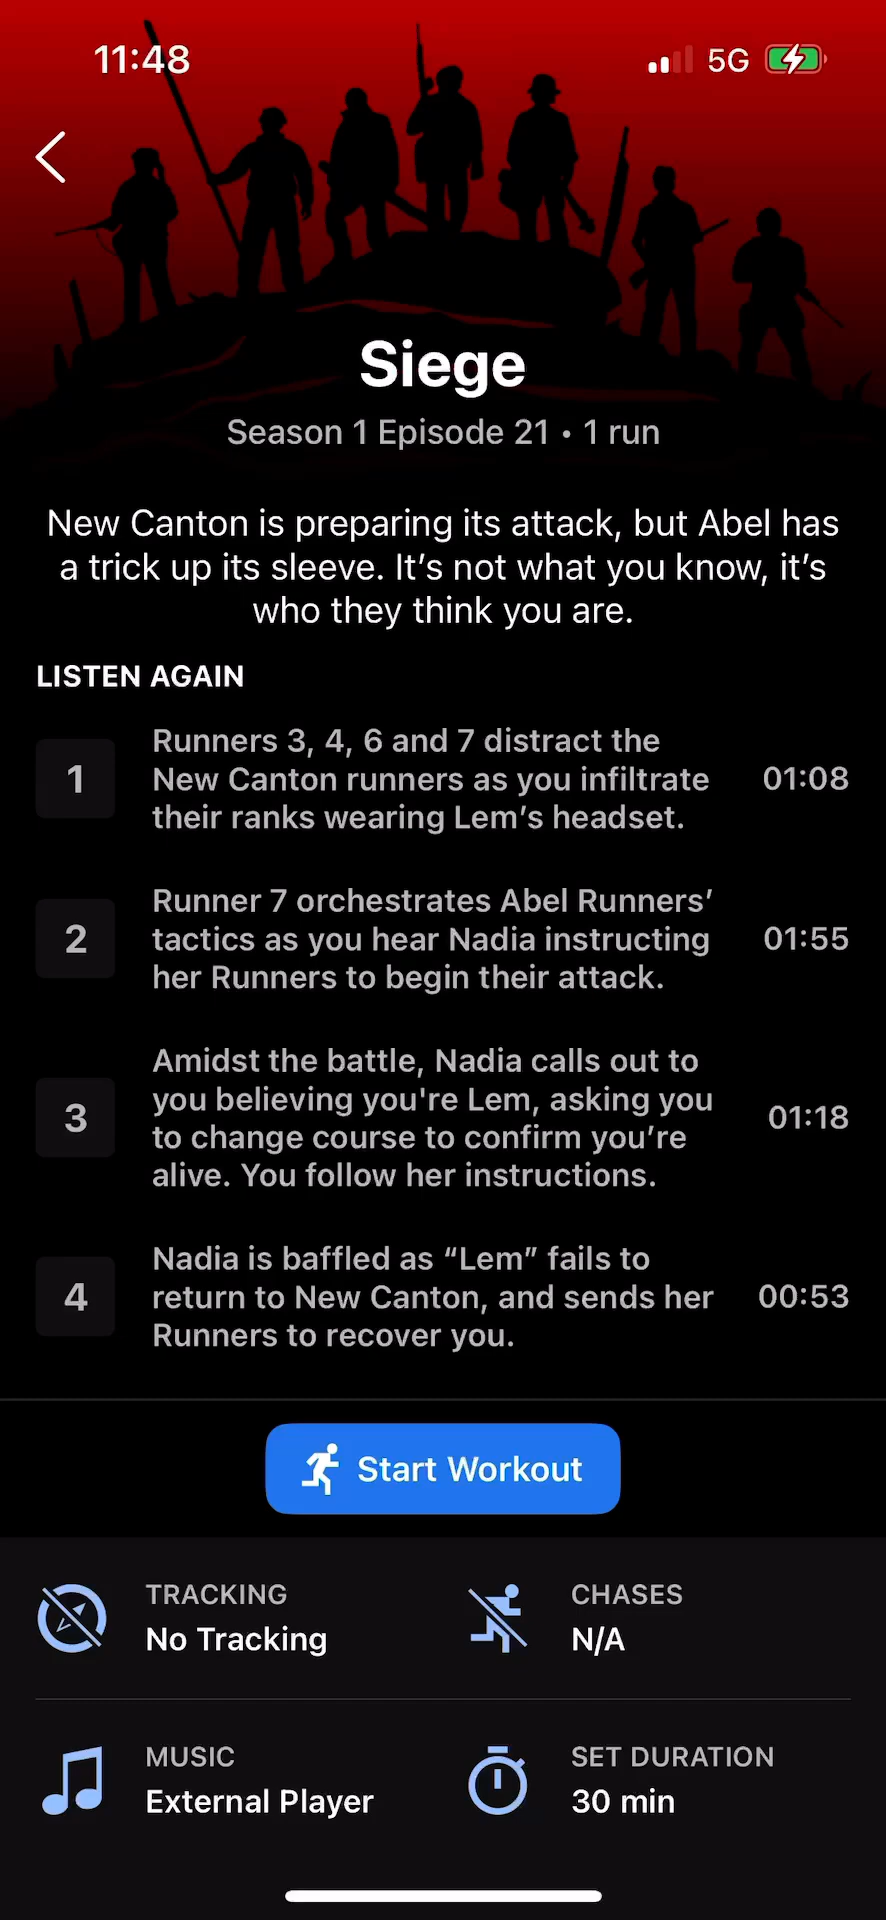 11:48
5G
Siege
Season 1 Episode 21 • 1 run
New Canton is preparing its attack, but Abel has
a trick up its sleeve. It’s not what you know, it’s
who they think you are.
LISTEN AGAIN
1
Runners 3, 4, 6 and 7 distract the
New Canton runners as you infiltrate
their ranks wearing Lem’s headset.
01:08
2
Runner 7 orchestrates Abel Runners’
tactics as you hear Nadia instructing
her Runners to begin their attack.
01:55
3
Amidst the battle, Nadia calls out to
you believing you're Lem, asking you
to change course to confirm you’re
alive. You follow her instructions.
01:18
4
Nadia is baffled as “Lem” fails to
return to New Canton, and sends her
Runners to recover you.
00:53
Start Workout
TRACKING
No Tracking
CHASES
N/A
MUSIC
External Player
SET DURATION
30 min